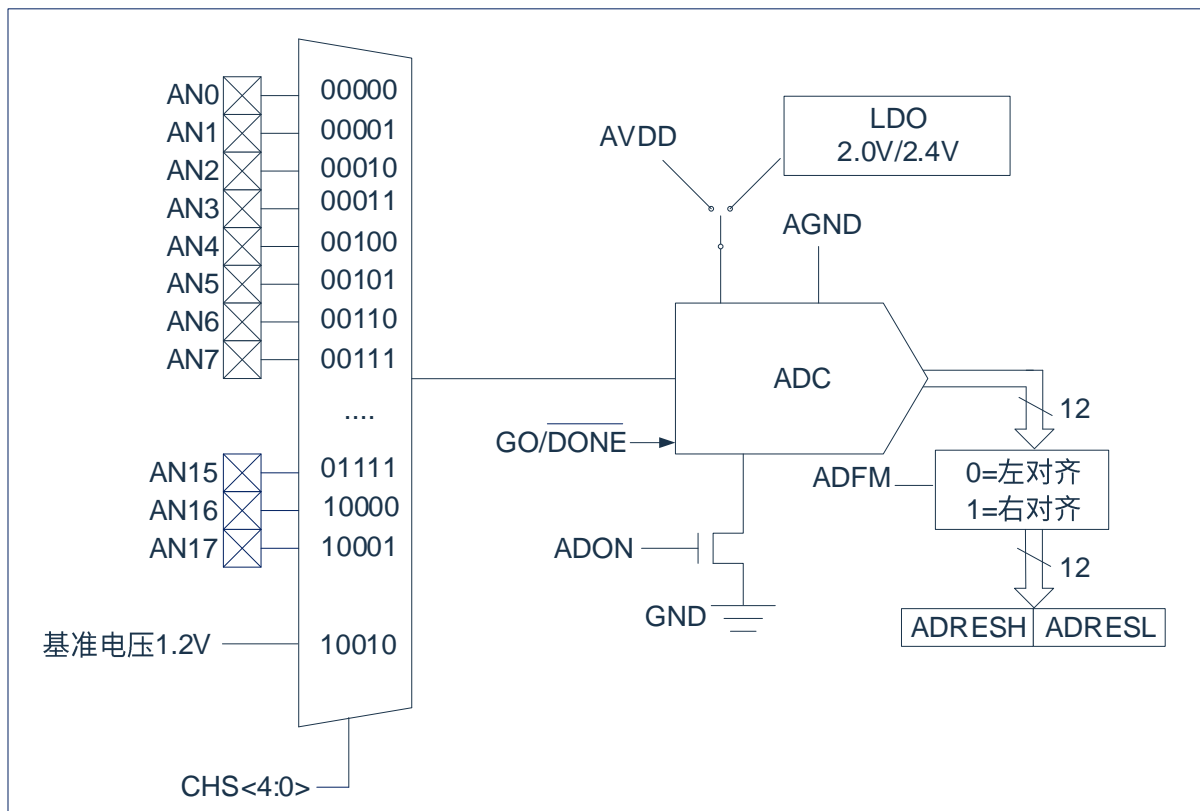 AN0 00000
AN1 00001
AN2 00010
AN3 00011
AN4 00100
AN5 00101
AN6 00110
AN7 00111
....
AN15 01111
AN16 10000
AN17 10001
基准电压1.2V 10010
CHS<4:0>
AVDD
LDO
2.0V/2.4V
AGND
ADC
GO/DONE
12
ADFM
0=左对齐
1=右对齐
ADON
12
GND
ADRESH ADRESL